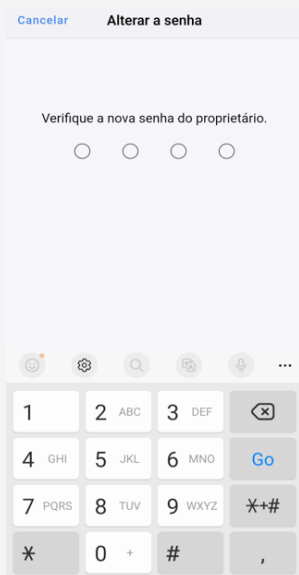 Cancelar Alterar a senha
Verifique a nova senha do proprietário.
1 2 ABC 3 DEF
4 GHI 5 JKL 6 MNO Go
7 PQRS 8 TUV 9 WXYZ *+#
* 0 + # ,